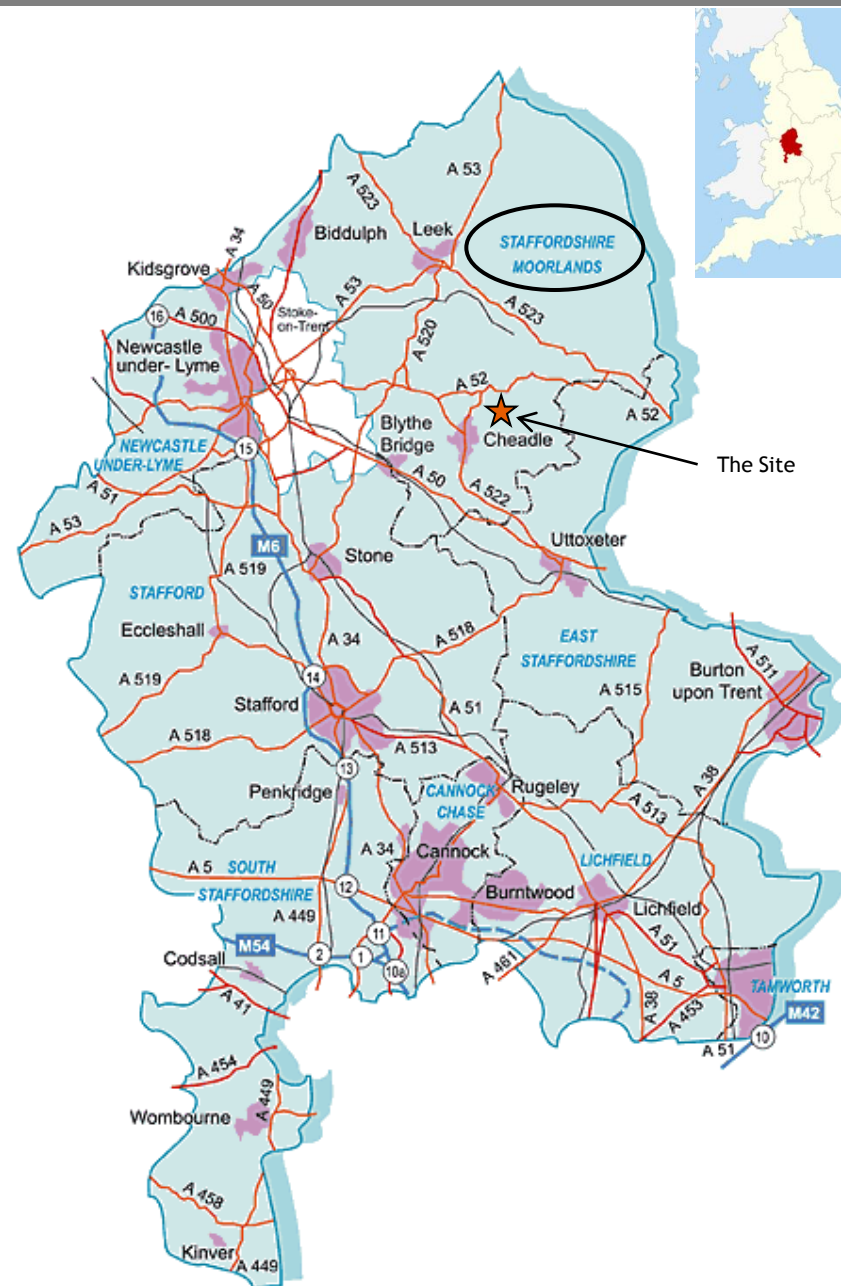 A 53
A 523
Biddulph
Leek
STAFFORDSHIRE
MOORLANDS
A 34
Kidsgrove
A 50
A 53
Stoke-
on-Trent
16
A 500
A 520
A 523
Newcastle
under- Lyme
A 52
A 52
Blythe
Bridge
Cheadle
The Site
NEWCASTLE
UNDER-LYME
15
A 50
A 522
A 51
A 53
M6
Uttoxeter
Stone
A 519
STAFFORD
Eccleshall
A 34
A 518
EAST
STAFFORDSHIRE
A 519
14
Stafford
A 515
Burton
upon Trent
A 511
A 51
A 518
A 513
13
Penkridge
CANNOCK
CHASE
Rugeley
A 38
A 513
A 34
Cannock
A 5
SOUTH
STAFFORDSHIRE
12
LICHFIELD
Burntwood
Lichfield
A 449
11
M54
2
1
10a
Codsall
A 461
A 51
A 5
A 41
A 38
A 453
TAMWORTH
M42
10
A 51
A 454
A 449
Wombourne
A 458
Kinver
A 449